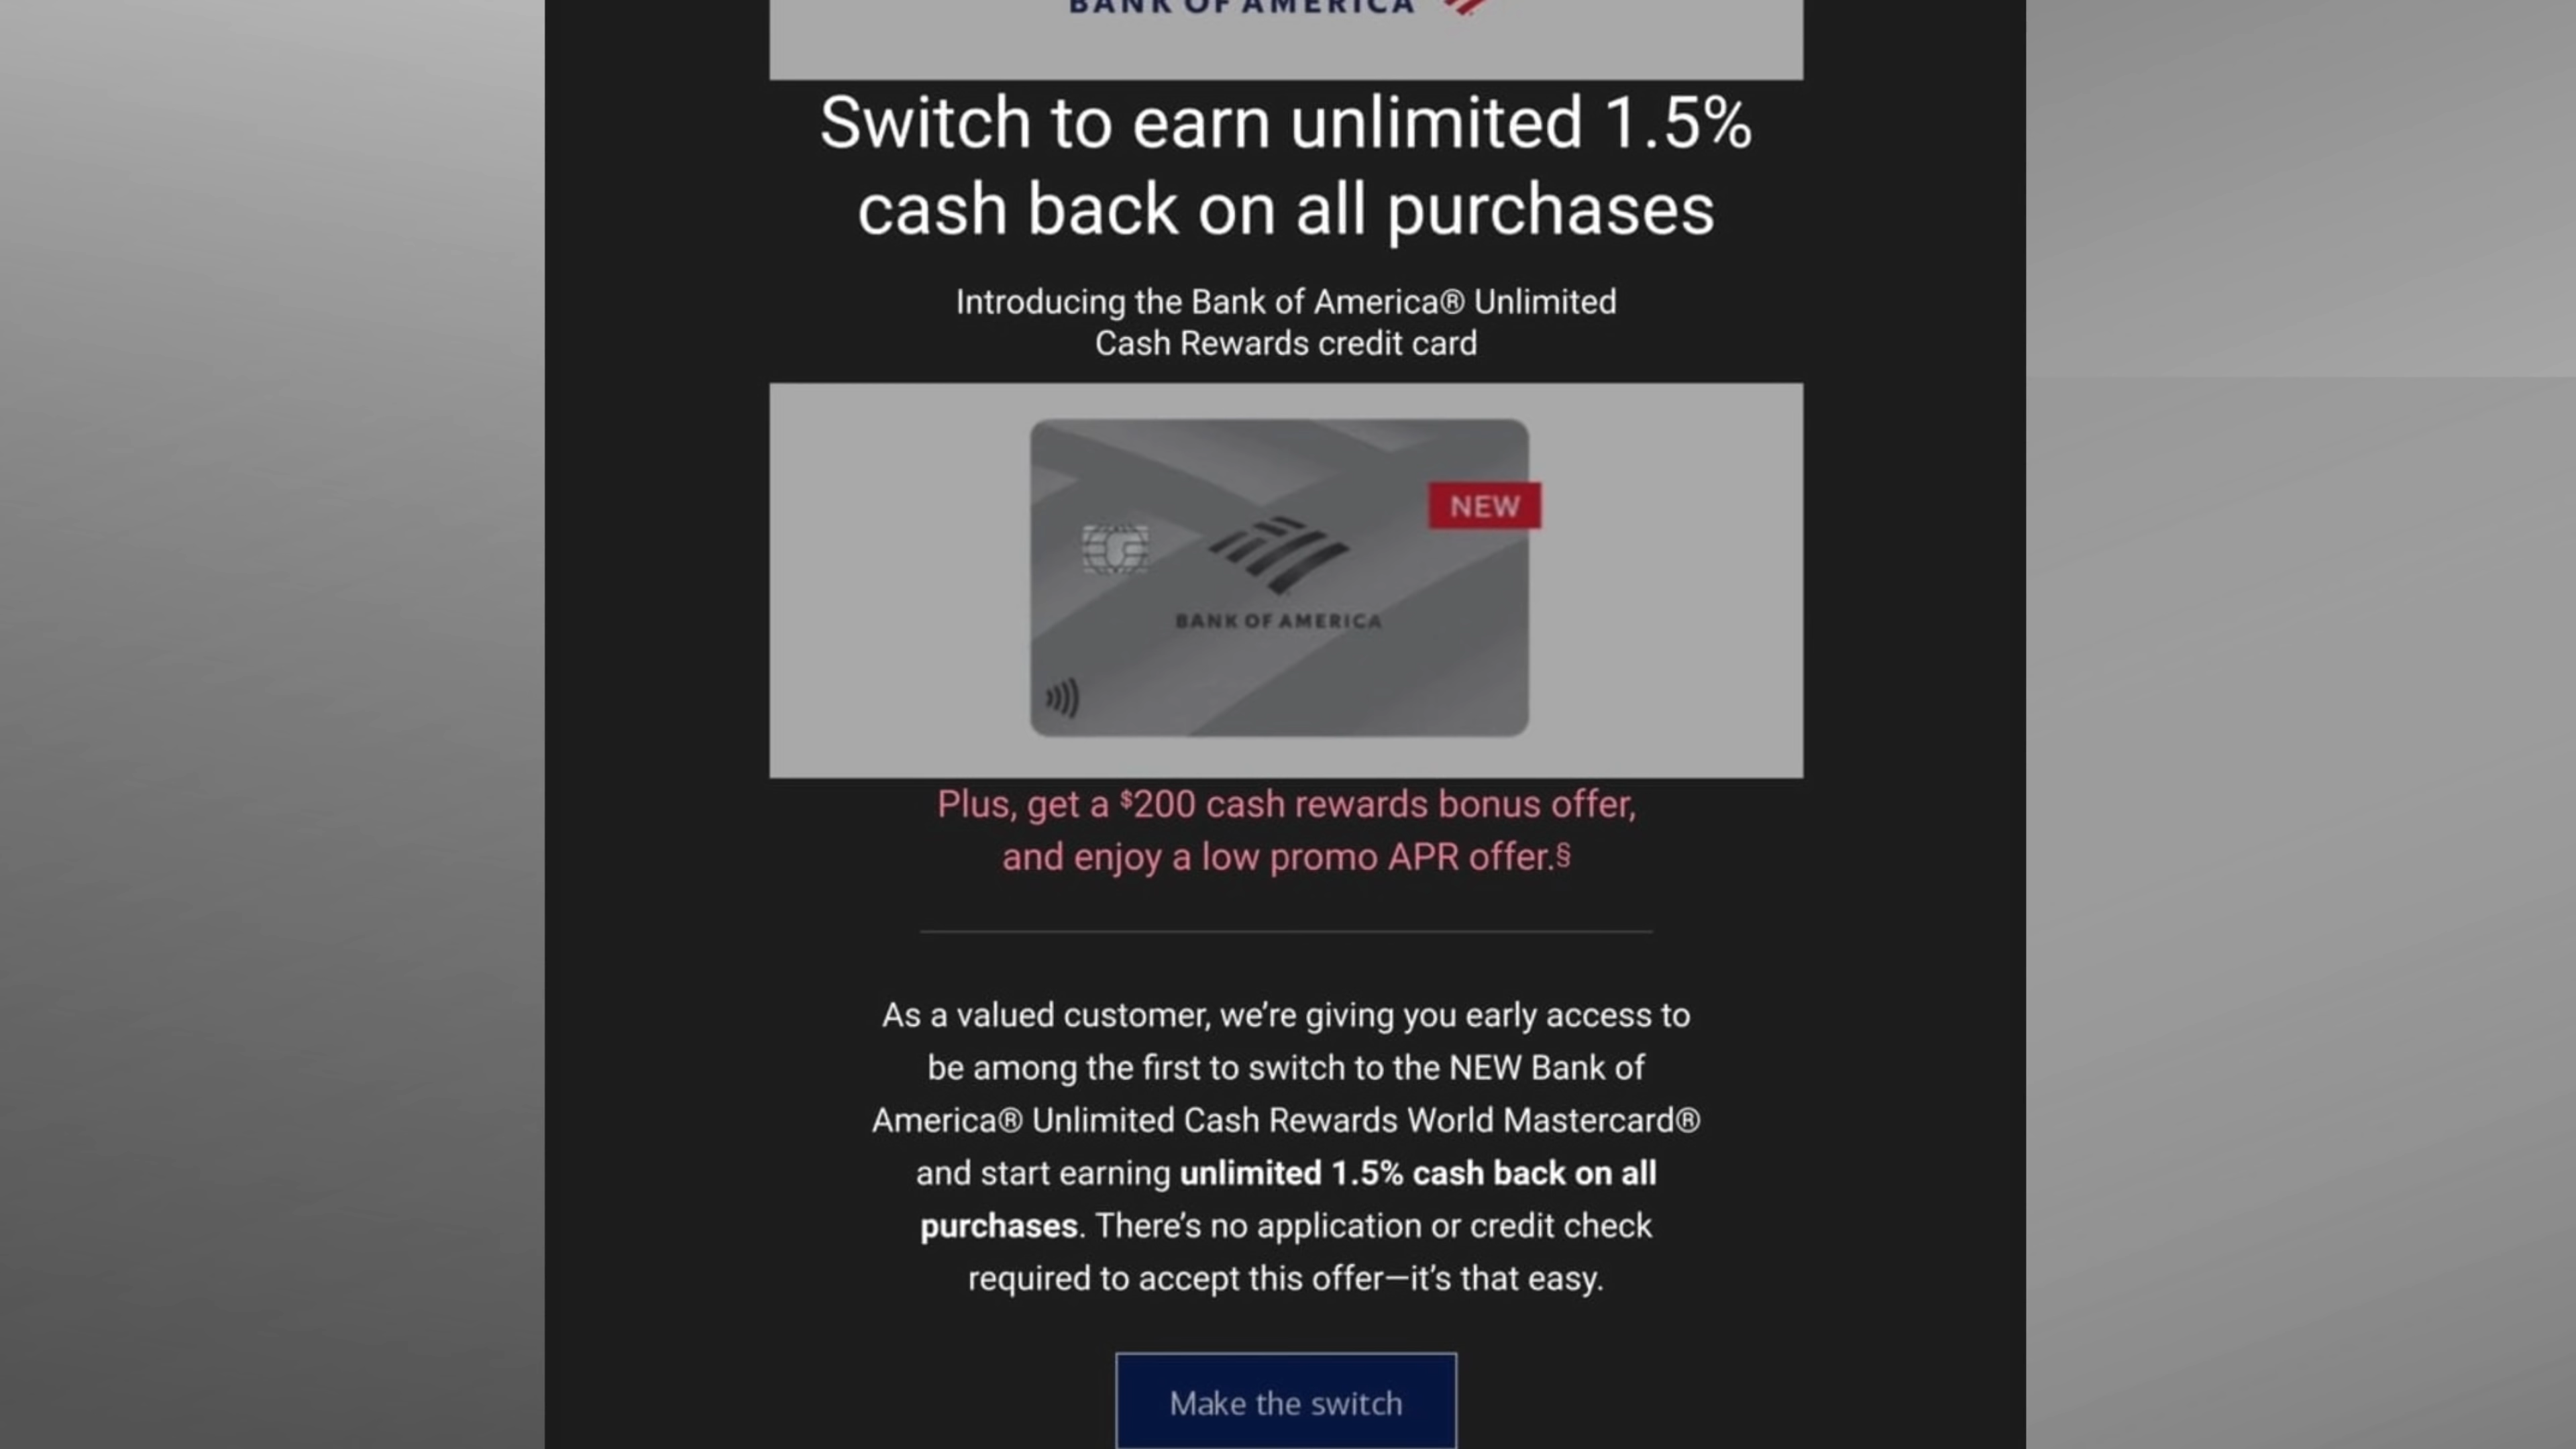 BANK OF AMERICA
Switch to earn unlimited 1.5%
cash back on all purchases
Introducing the Bank of America® Unlimited
Cash Rewards credit card
NEW
BANK OF AMERICA
Plus, get a $200 cash rewards bonus offer,
and enjoy a low promo APR offer.§
As a valued customer, we’re giving you early access to
be among the first to switch to the NEW Bank of
America® Unlimited Cash Rewards World Mastercard®
and start earning unlimited 1.5% cash back on all
purchases. There’s no application or credit check
required to accept this offer—it’s that easy.
Make the switch